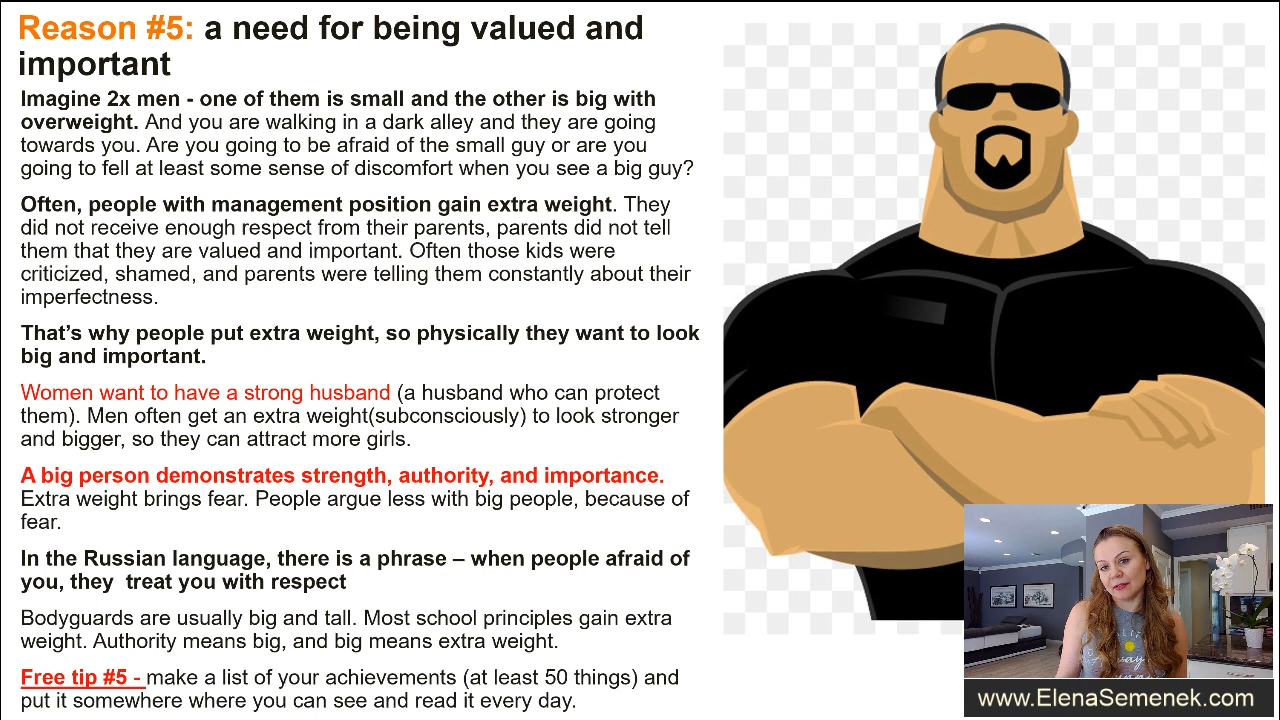 Reason #5: a need for being valued and
important
Imagine 2x men - one of them is small and the other is big with
overweight. And you are walking in a dark alley and they are going
towards you. Are you going to be afraid of the small guy or are you
going to fell at least some sense of discomfort when you see a big guy?
Often, people with management position gain extra weight. They
did not receive enough respect from their parents, parents did not tell
them that they are valued and important. Often those kids were
criticized, shamed, and parents were telling them constantly about their
imperfectness.
That’s why people put extra weight, so physically they want to look
big and important.
Women want to have a strong husband (a husband who can protect
them). Men often get an extra weight(subconsciously) to look stronger
and bigger, so they can attract more girls.
A big person demonstrates strength, authority, and importance.
Extra weight brings fear. People argue less with big people, because of
fear.
In the Russian language, there is a phrase – when people afraid of
you, they  treat you with respect
Bodyguards are usually big and tall. Most school principles gain extra
weight. Authority means big, and big means extra weight.
Free tip #5 - make a list of your achievements (at least 50 things) and
put it somewhere where you can see and read it every day.
www.ElenaSemenek.com